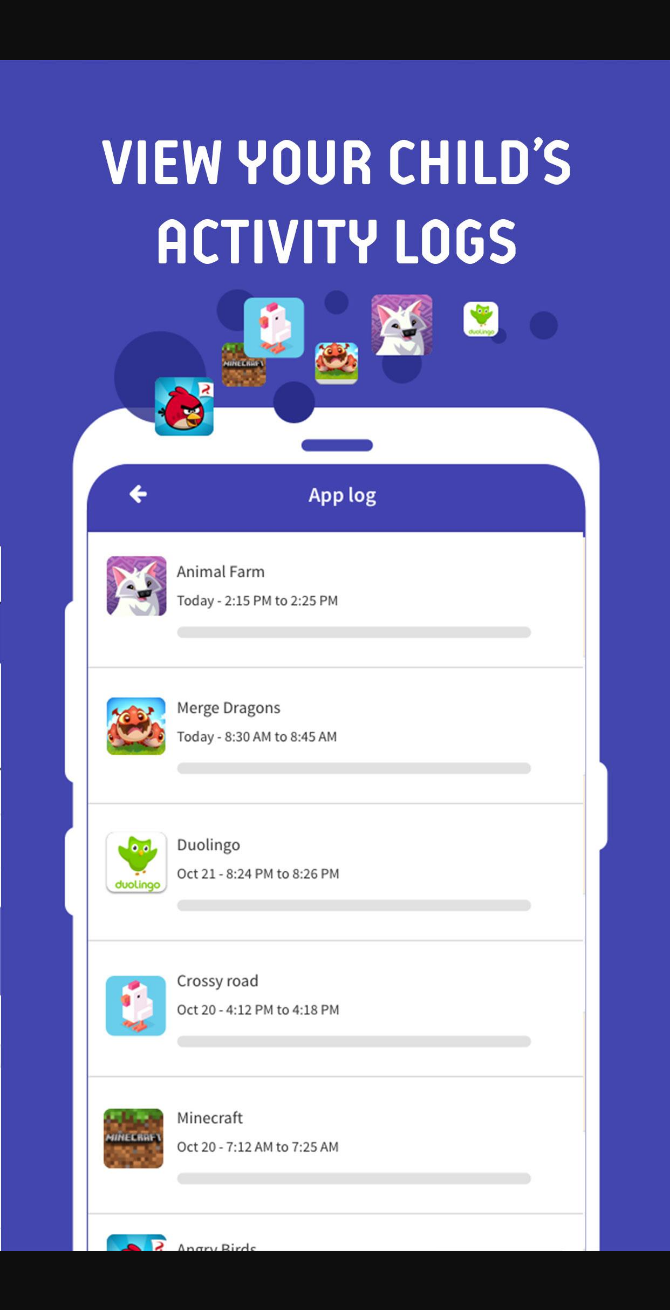 VIEW YOUR CHILD'S
ACTIVITY LOGS
MINECRAFT
duolingo
App log
Animal Farm
Today - 2:15 PM to 2:25 PM
Merge Dragons
Today - 8:30 AM to 8:45 AM
Duolingo
Oct 21 - 8:24 PM to 8:26 PM
duolingo
Crossy road
Oct 20 - 4:12 PM to 4:18 PM
Minecraft
MINECRAFT
Oct 20 - 7:12 AM to 7:25 AM
Angry Birds